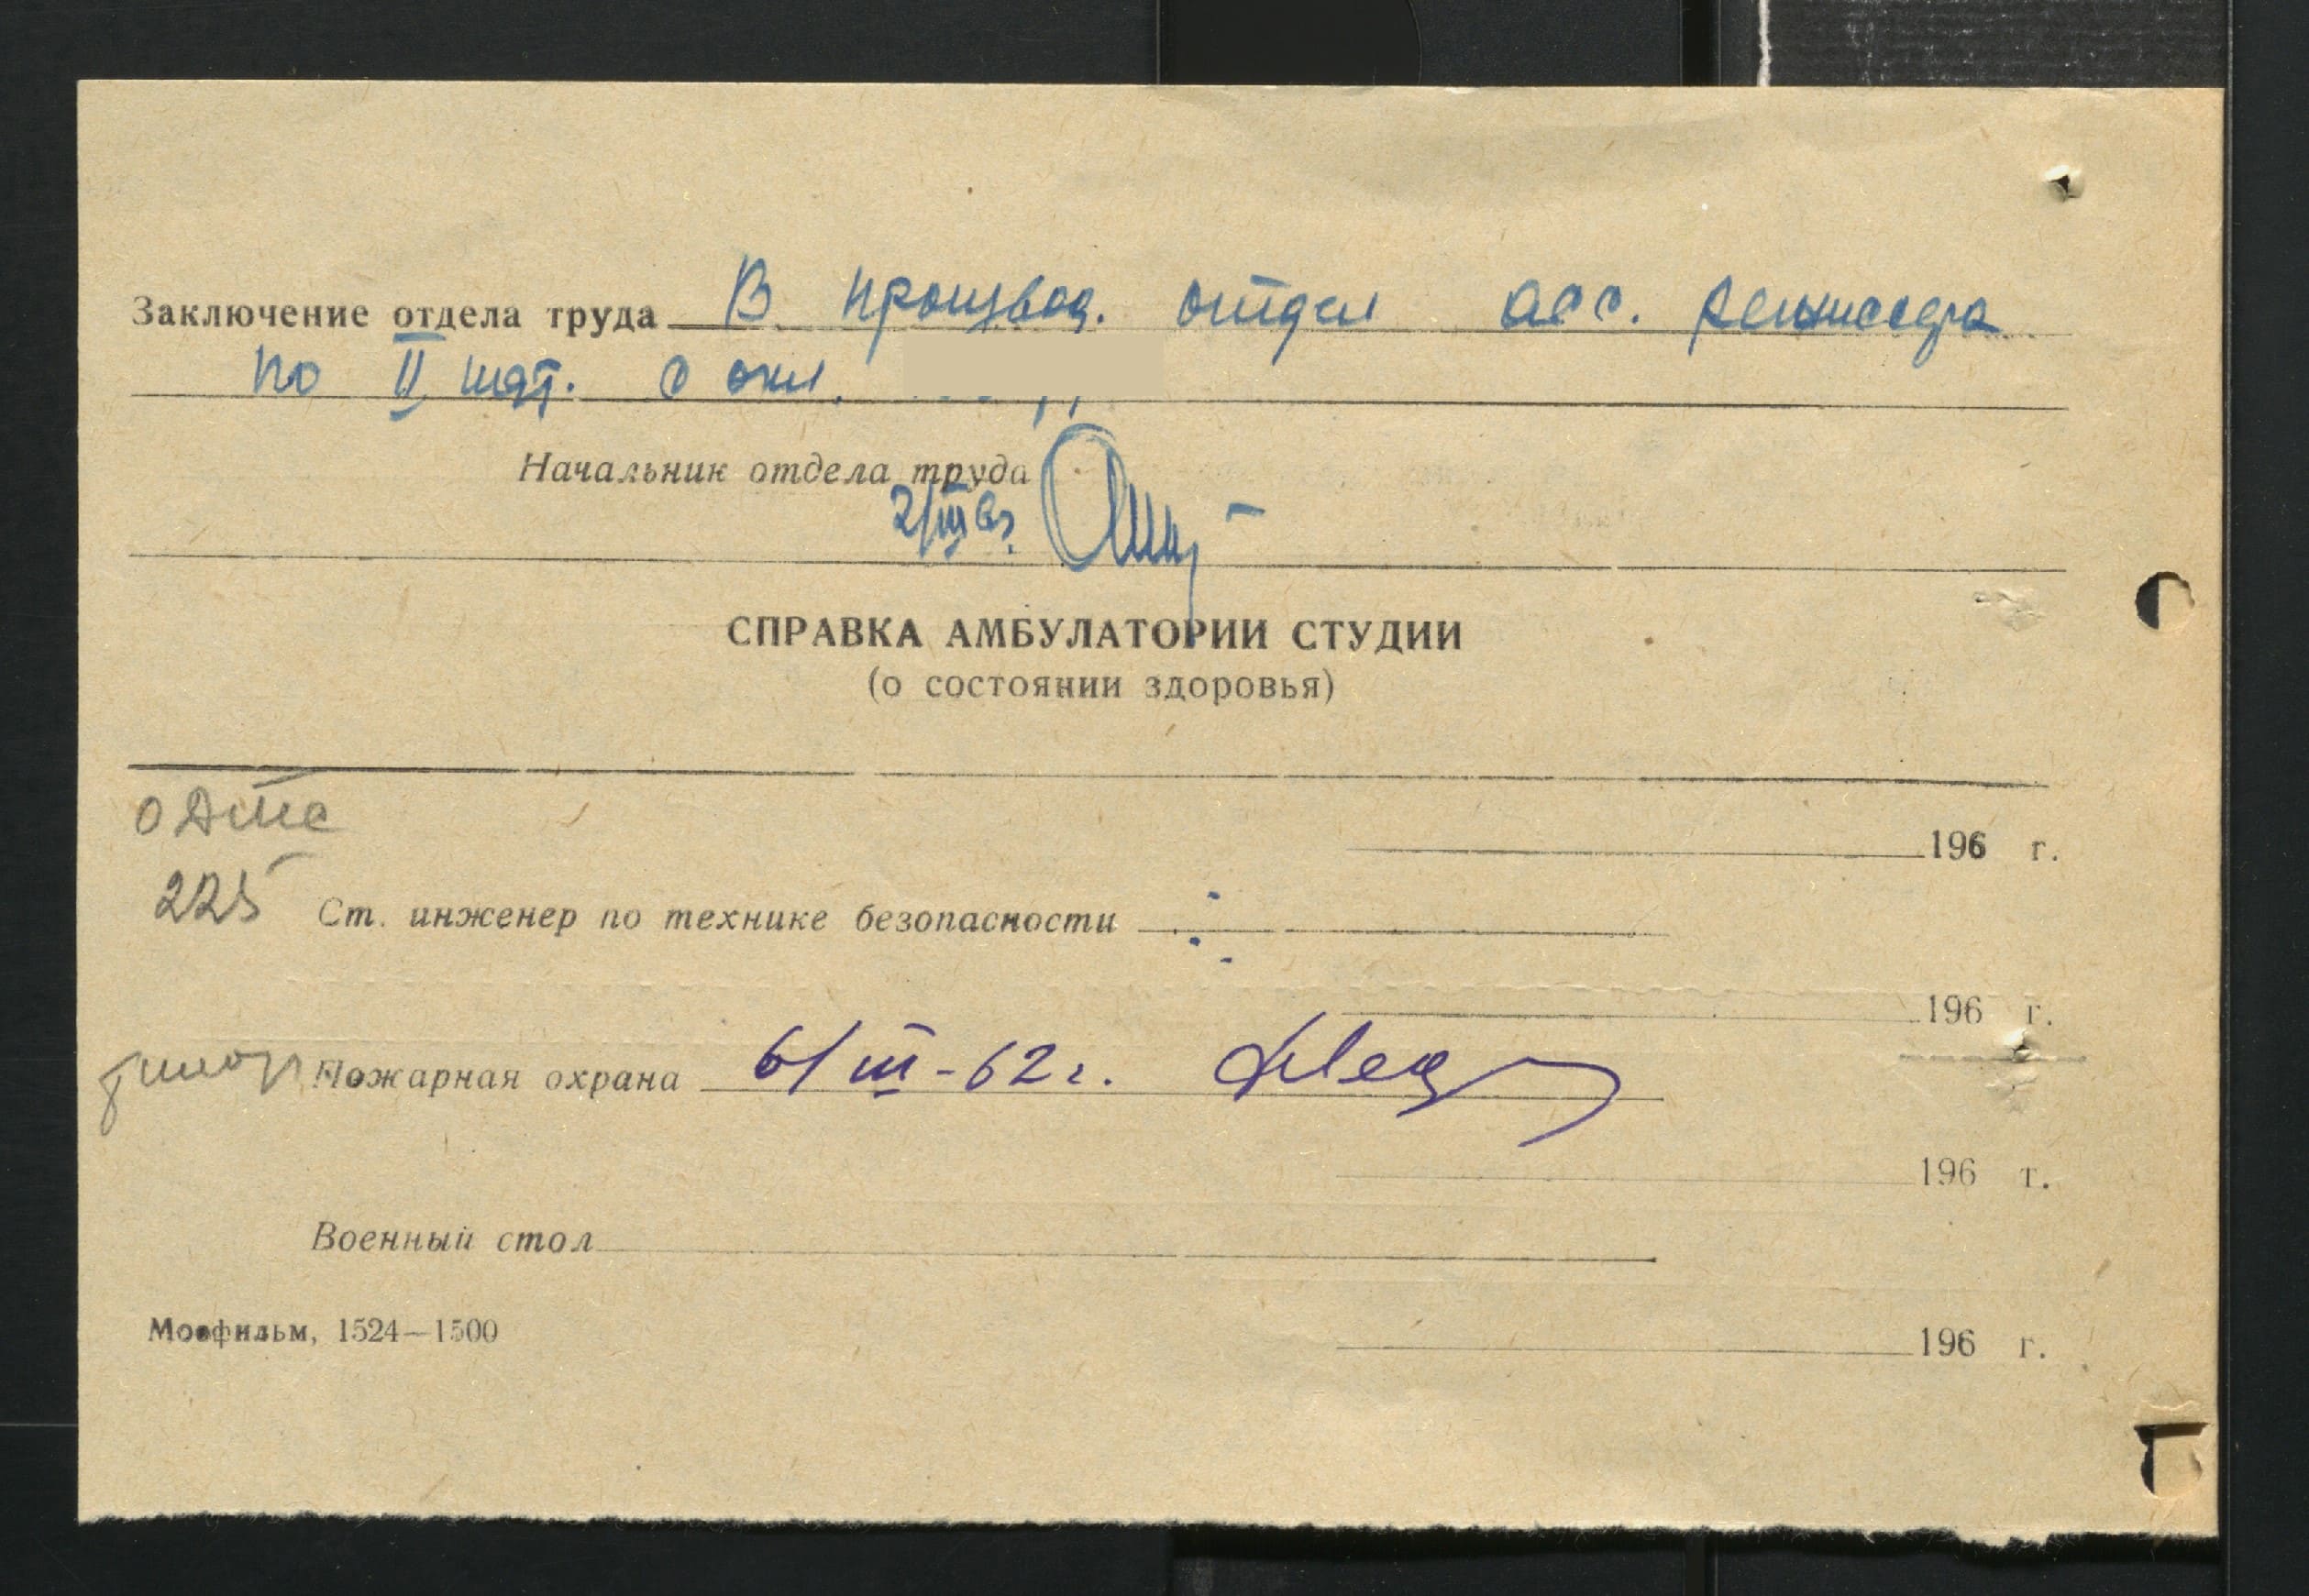 Заключение отдела труда В производ. отдел асс. режиссера
по II кат. с окл.
Начальник отдела труда
2/III 62.
СПРАВКА АМБУЛАТОРИИ СТУДИИ
(о состоянии здоровья)
196 г.
225 Ст. инженер по технике безопасности
196 г.
Пожарная охрана 6/III-62 г.
196 г.
Военный стол
Мосфильм, 1524—1500
196 г.